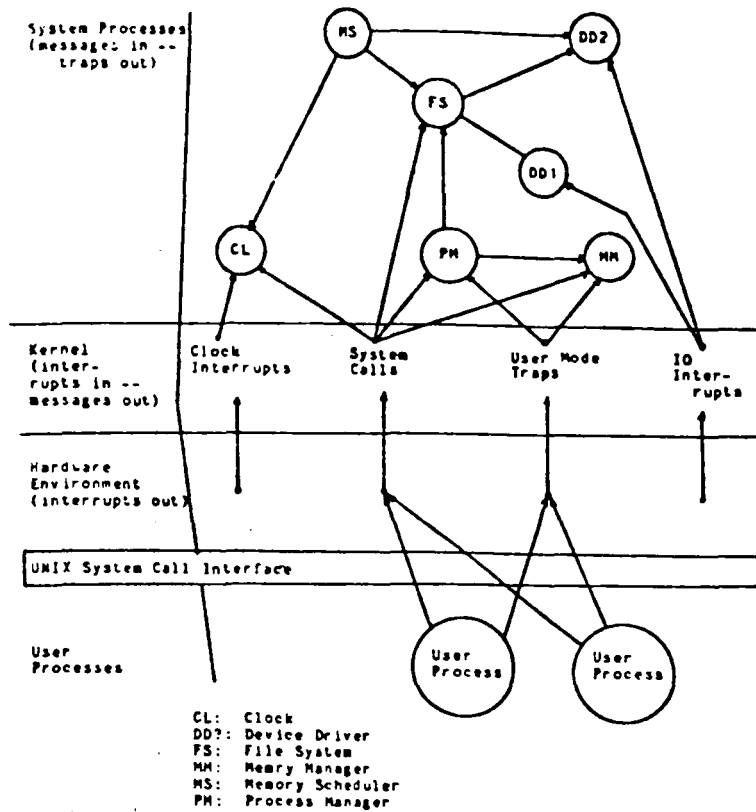 System Processes
(messages in --
traps out)
MS
DD2
FS
DD1
CL
PM
MM
Kernel
(inter-
rupts in --
messages out)
Clock
Interrupts
System
Calls
User Mode
Traps
IO
Inter-
rupts
Hardware
Environment
(interrupts out)
UNIX System Call Interface
User
Processes
User
Process
User
Process
CL: Clock
DD?: Device Driver
FS: File System
MM: Memry Manager
MS: Memory Scheduler
PM: Process Manager